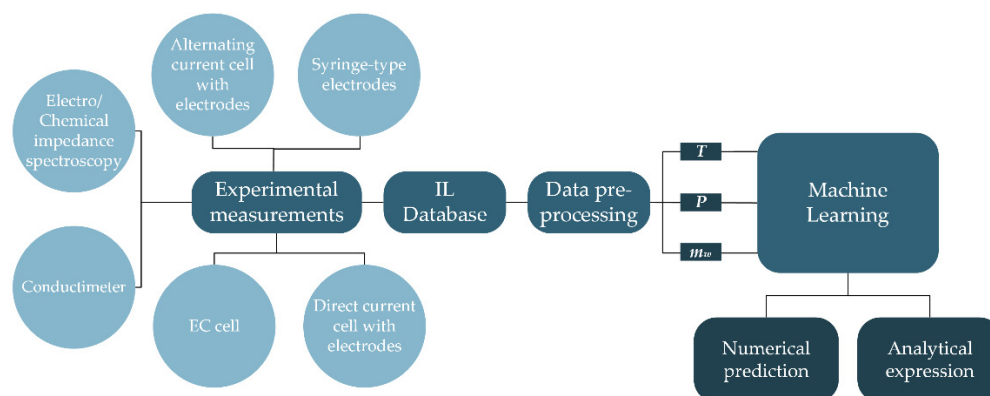 Alternating
current cell
with
electrodes
Syringe-type
electrodes
Electro/
Chemical
impedance
spectroscopy
Experimental
measurements
IL
Database
Data pre-
processing
T
P
mw
Machine
Learning
Conductimeter
EC cell
Direct current
cell with
electrodes
Numerical
prediction
Analytical
expression